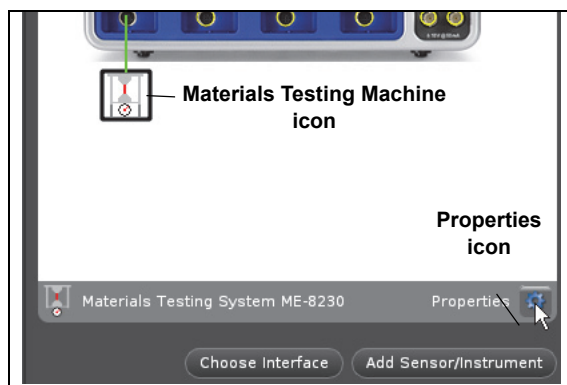 Materials Testing Machine
icon
Properties
icon
Materials Testing System ME-8230 Properties
Choose Interface Add Sensor/Instrument